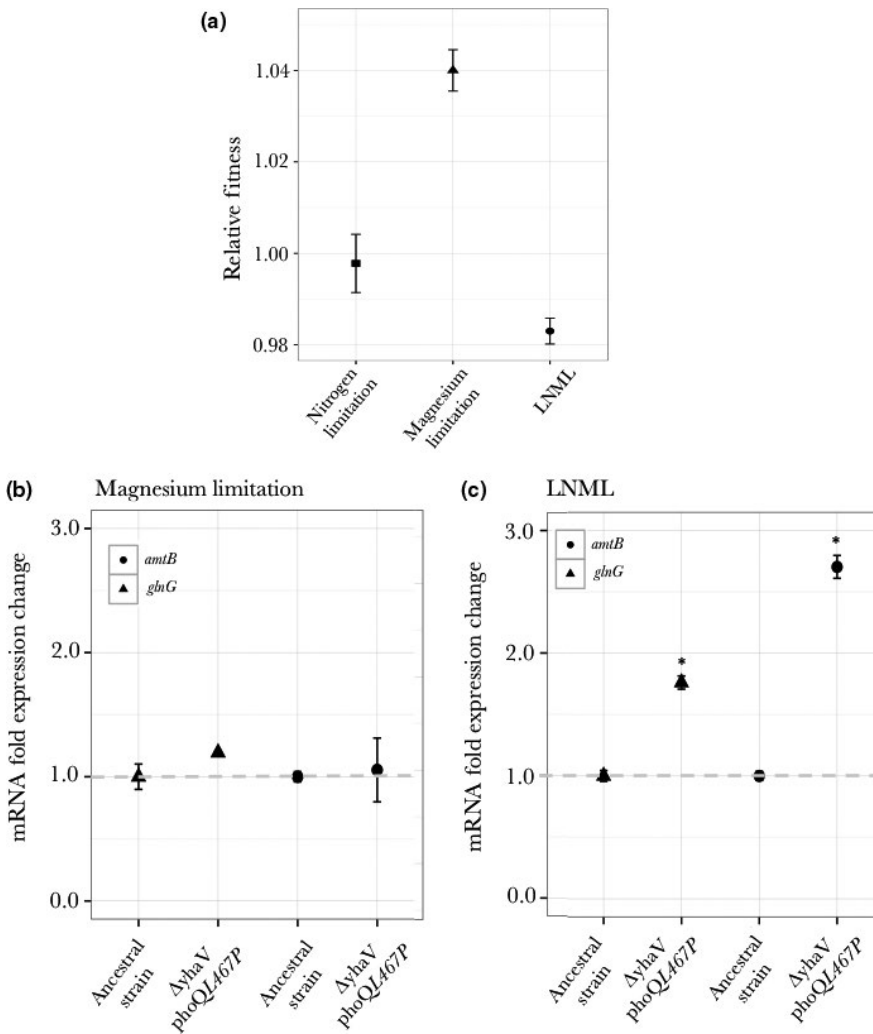 (a)
Relative fitness
1.04
1.02
1.00
0.98
Nitrogen
limitation
Magnesium
limitation
LNML
(b) Magnesium limitation
mRNA fold expression change
3.0
2.0
1.0
0.0
amtB
glnG
Ancestral
strain
ΔyhaV
phoQL467P
Ancestral
strain
ΔyhaV
phoQL467P
(c) LNML
mRNA fold expression change
3.0
2.0
1.0
0.0
amtB
glnG
*
*
Ancestral
strain
ΔyhaV
phoQL467P
Ancestral
strain
ΔyhaV
phoQL467P